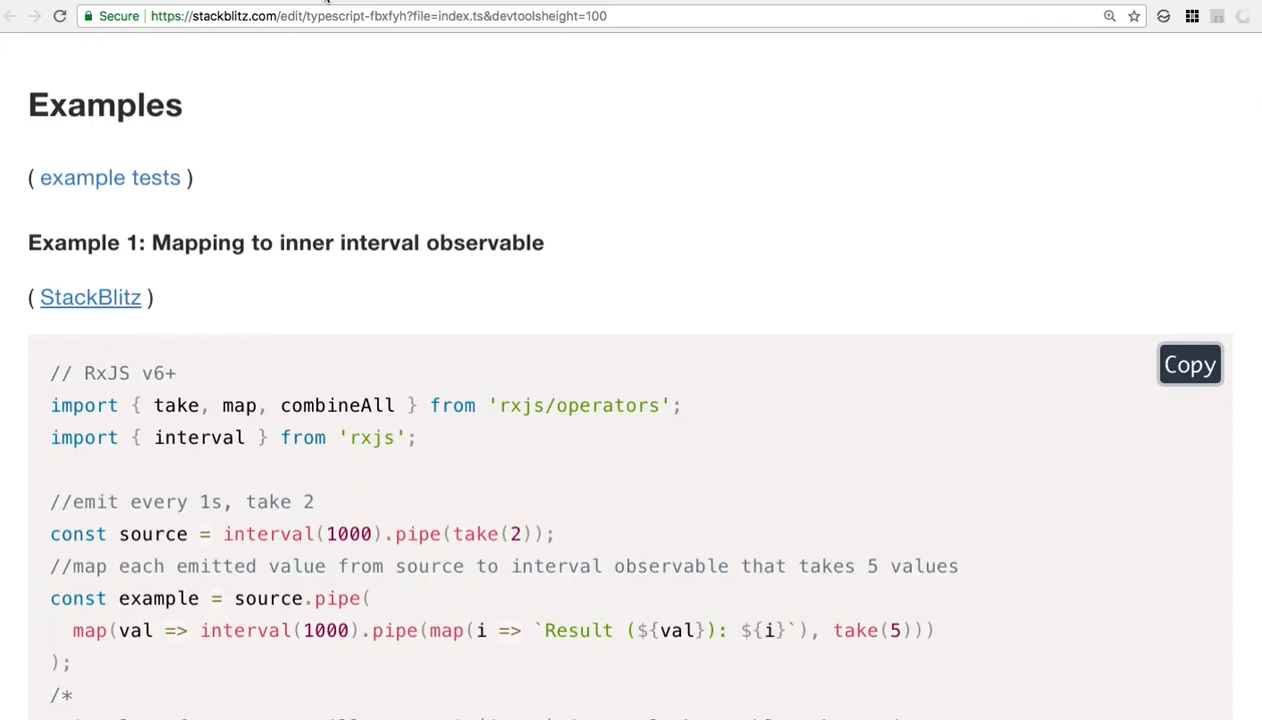 Secure | https://stackblitz.com/edit/typescript-fbxfyh?file=index.ts&devtoolsheight=100
Examples
( example tests )
Example 1: Mapping to inner interval observable
( StackBlitz )
Copy
// RxJS v6+
import { take, map, combineAll } from 'rxjs/operators';
import { interval } from 'rxjs';
//emit every 1s, take 2
const source = interval(1000).pipe(take(2));
//map each emitted value from source to interval observable that takes 5 values
const example = source.pipe(
map(val => interval(1000).pipe(map(i => `Result (${val}): ${i}`), take(5)))
);
/*